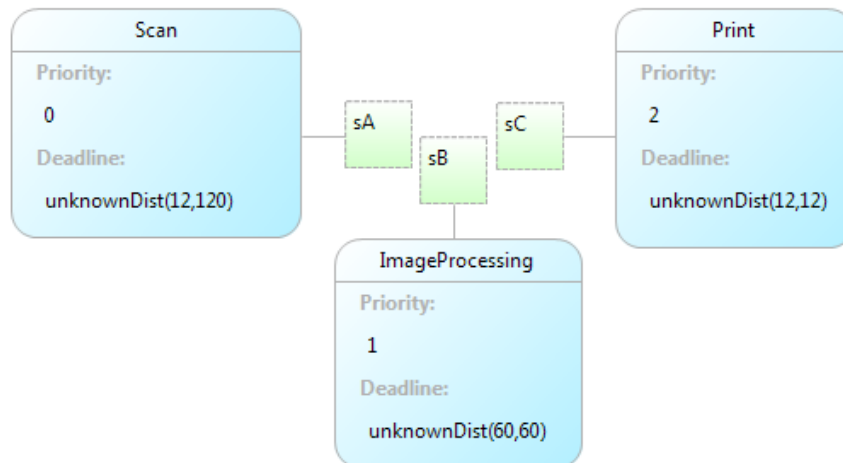 Scan
Priority:
0
Deadline:
unknownDist(12,120)
sA
sB
sC
Print
Priority:
2
Deadline:
unknownDist(12,12)
ImageProcessing
Priority:
1
Deadline:
unknownDist(60,60)